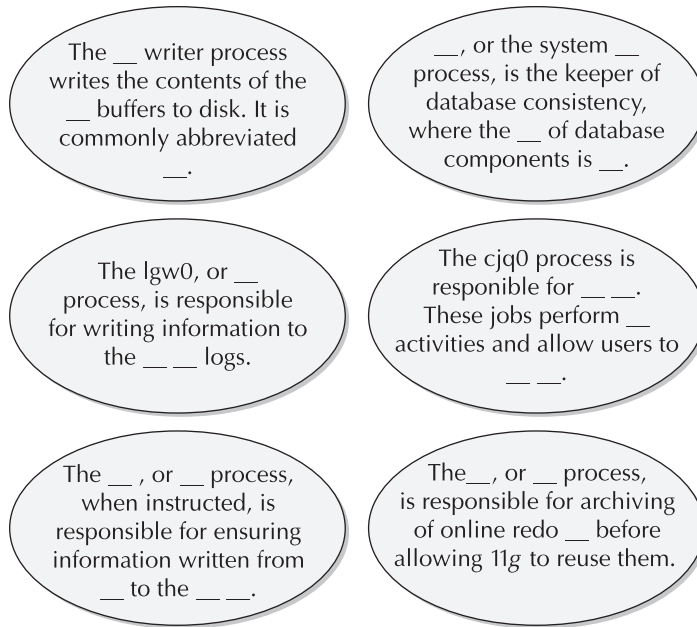 The __ writer process
writes the contents of the
__ buffers to disk. It is
commonly abbreviated
__.
__, or the system __
process, is the keeper of
database consistency,
where the __ of database
components is __.
The lgw0, or __
process, is responsible
for writing information to
the __ __ logs.
The cjq0 process is
responible for __ __.
These jobs perform __
activities and allow users to
__ __.
The __ , or __ process,
when instructed, is
responsible for ensuring
information written from
__ to the __ __.
The__, or __ process,
is responsible for archiving
of online redo __ before
allowing 11g to reuse them.